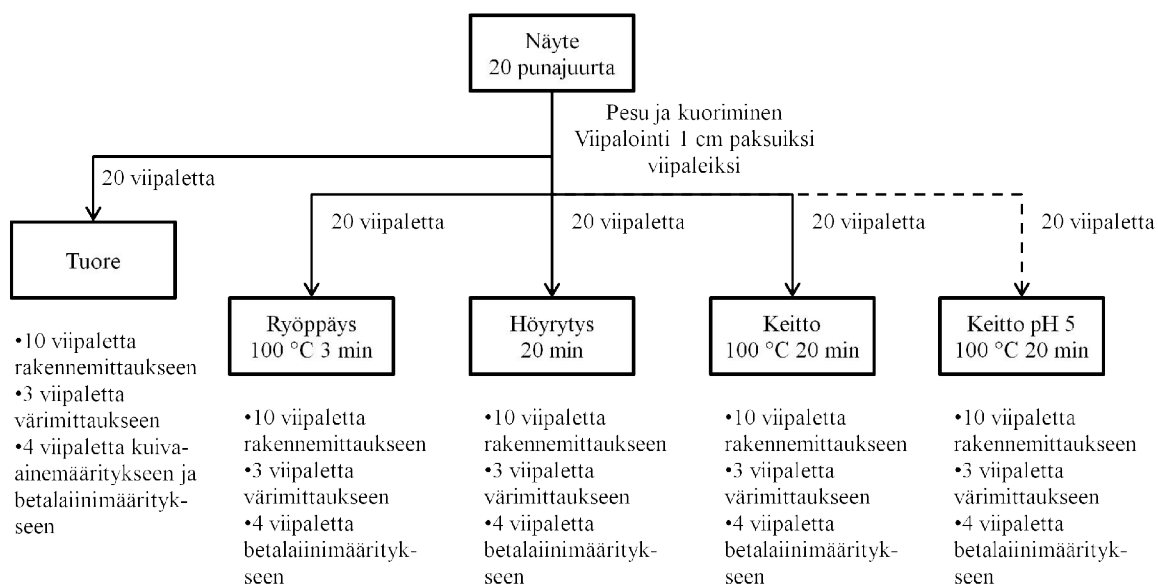 Näyte
20 punajuurta
Pesu ja kuoriminen
Viipalointi 1 cm paksuiksi
viipaleiksi
20 viipaletta
20 viipaletta
20 viipaletta
20 viipaletta
20 viipaletta
Tuore
Ryöppäys
100 °C 3 min
Höyrytys
20 min
Keitto
100 °C 20 min
Keitto pH 5
100 °C 20 min
•10 viipaletta
rakennemittaukseen
•3 viipaletta
värimittaukseen
•4 viipaletta kuiva-
ainemääritykseen ja
betalaiinimäärityk-
seen
•10 viipaletta
rakennemittaukseen
•3 viipaletta
värimittaukseen
•4 viipaletta
betalaiinimäärityk-
seen
•10 viipaletta
rakennemittaukseen
•3 viipaletta
värimittaukseen
•4 viipaletta
betalaiinimäärityk-
seen
•10 viipaletta
rakennemittaukseen
•3 viipaletta
värimittaukseen
•4 viipaletta
betalaiinimäärityk-
seen
•10 viipaletta
rakennemittaukseen
•3 viipaletta
värimittaukseen
•4 viipaletta
betalaiinimäärityk-
seen